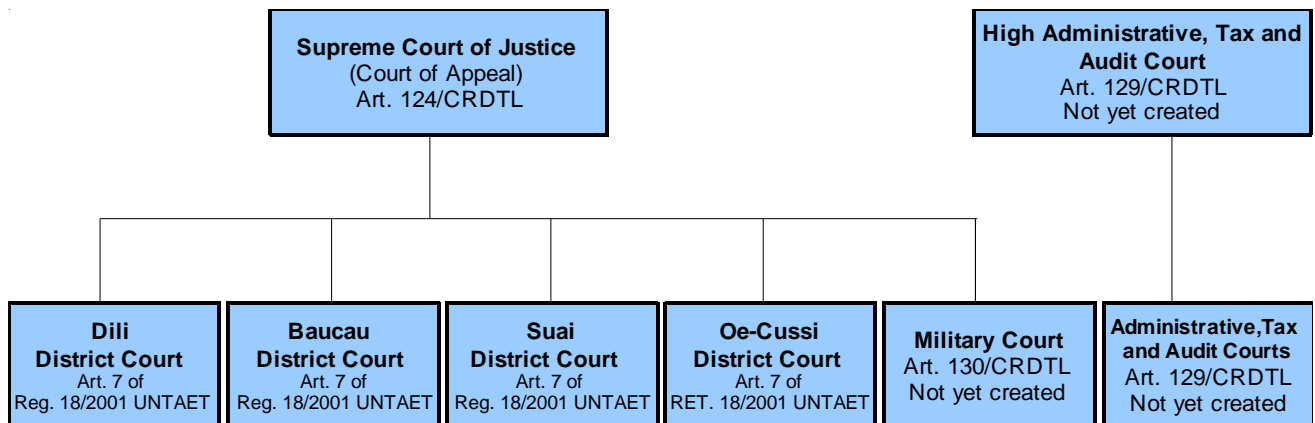 Supreme Court of Justice
(Court of Appeal)
Art. 124/CRDTL
High Administrative, Tax and
Audit Court
Art. 129/CRDTL
Not yet created
Dili
District Court
Art. 7 of
Reg. 18/2001 UNTAET
Baucau
District Court
Art. 7 of
Reg. 18/2001 UNTAET
Suai
District Court
Art. 7 of
Reg. 18/2001 UNTAET
Oe-Cussi
District Court
Art. 7 of
RET. 18/2001 UNTAET
Military Court
Art. 130/CRDTL
Not yet created
Administrative,Tax
and Audit Courts
Art. 129/CRDTL
Not yet created